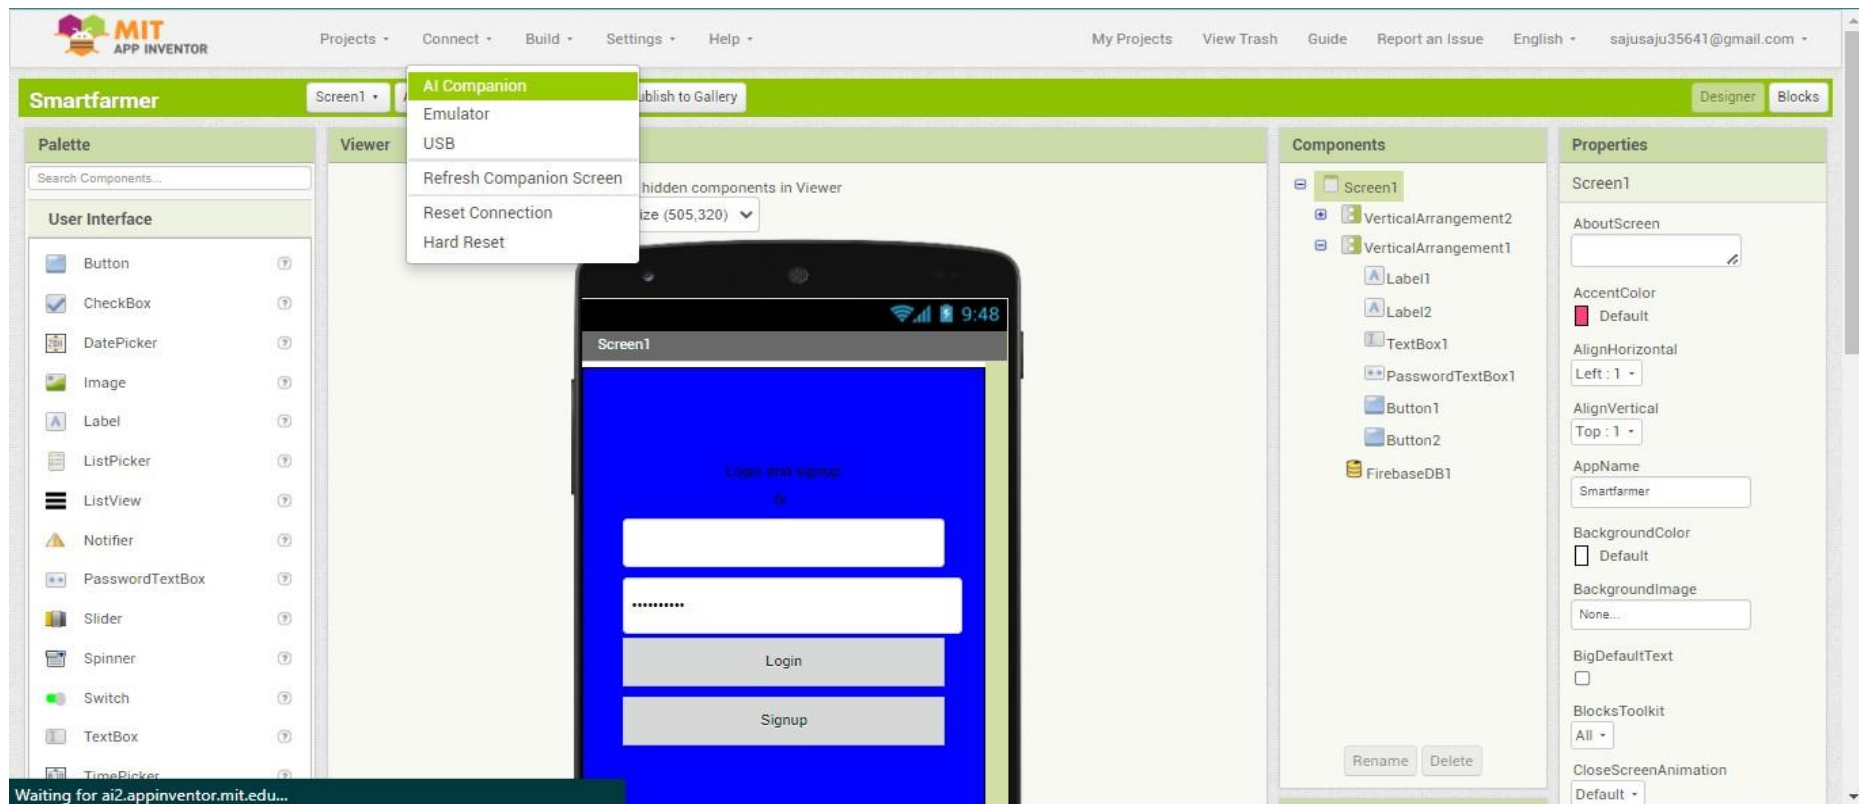 MIT
APP INVENTOR
Projects
Connect
Build
Settings
Help
My Projects
View Trash
Guide
Report an Issue
English
sajusaju35641@gmail.com
Smartfarmer
Screen1
AI Companion
Emulator
USB
Refresh Companion Screen
Reset Connection
Hard Reset
ublish to Gallery
Designer
Blocks
Palette
Search Components...
User Interface
Button
CheckBox
DatePicker
Image
Label
ListPicker
ListView
Notifier
PasswordTextBox
Slider
Spinner
Switch
TextBox
TimePicker
Waiting for ai2.appinventor.mit.edu...
Viewer
hidden components in Viewer
ize (505,320)
9:48
Screen1
Login and signup
••••••••••
Login
Signup
Components
Screen1
VerticalArrangement2
VerticalArrangement1
Label1
Label2
TextBox1
PasswordTextBox1
Button1
Button2
FirebaseDB1
Rename
Delete
Properties
Screen1
AboutScreen
AccentColor
Default
AlignHorizontal
Left : 1
AlignVertical
Top : 1
AppName
Smartfarmer
BackgroundColor
Default
BackgroundImage
None...
BigDefaultText
BlocksToolkit
All
CloseScreenAnimation
Default